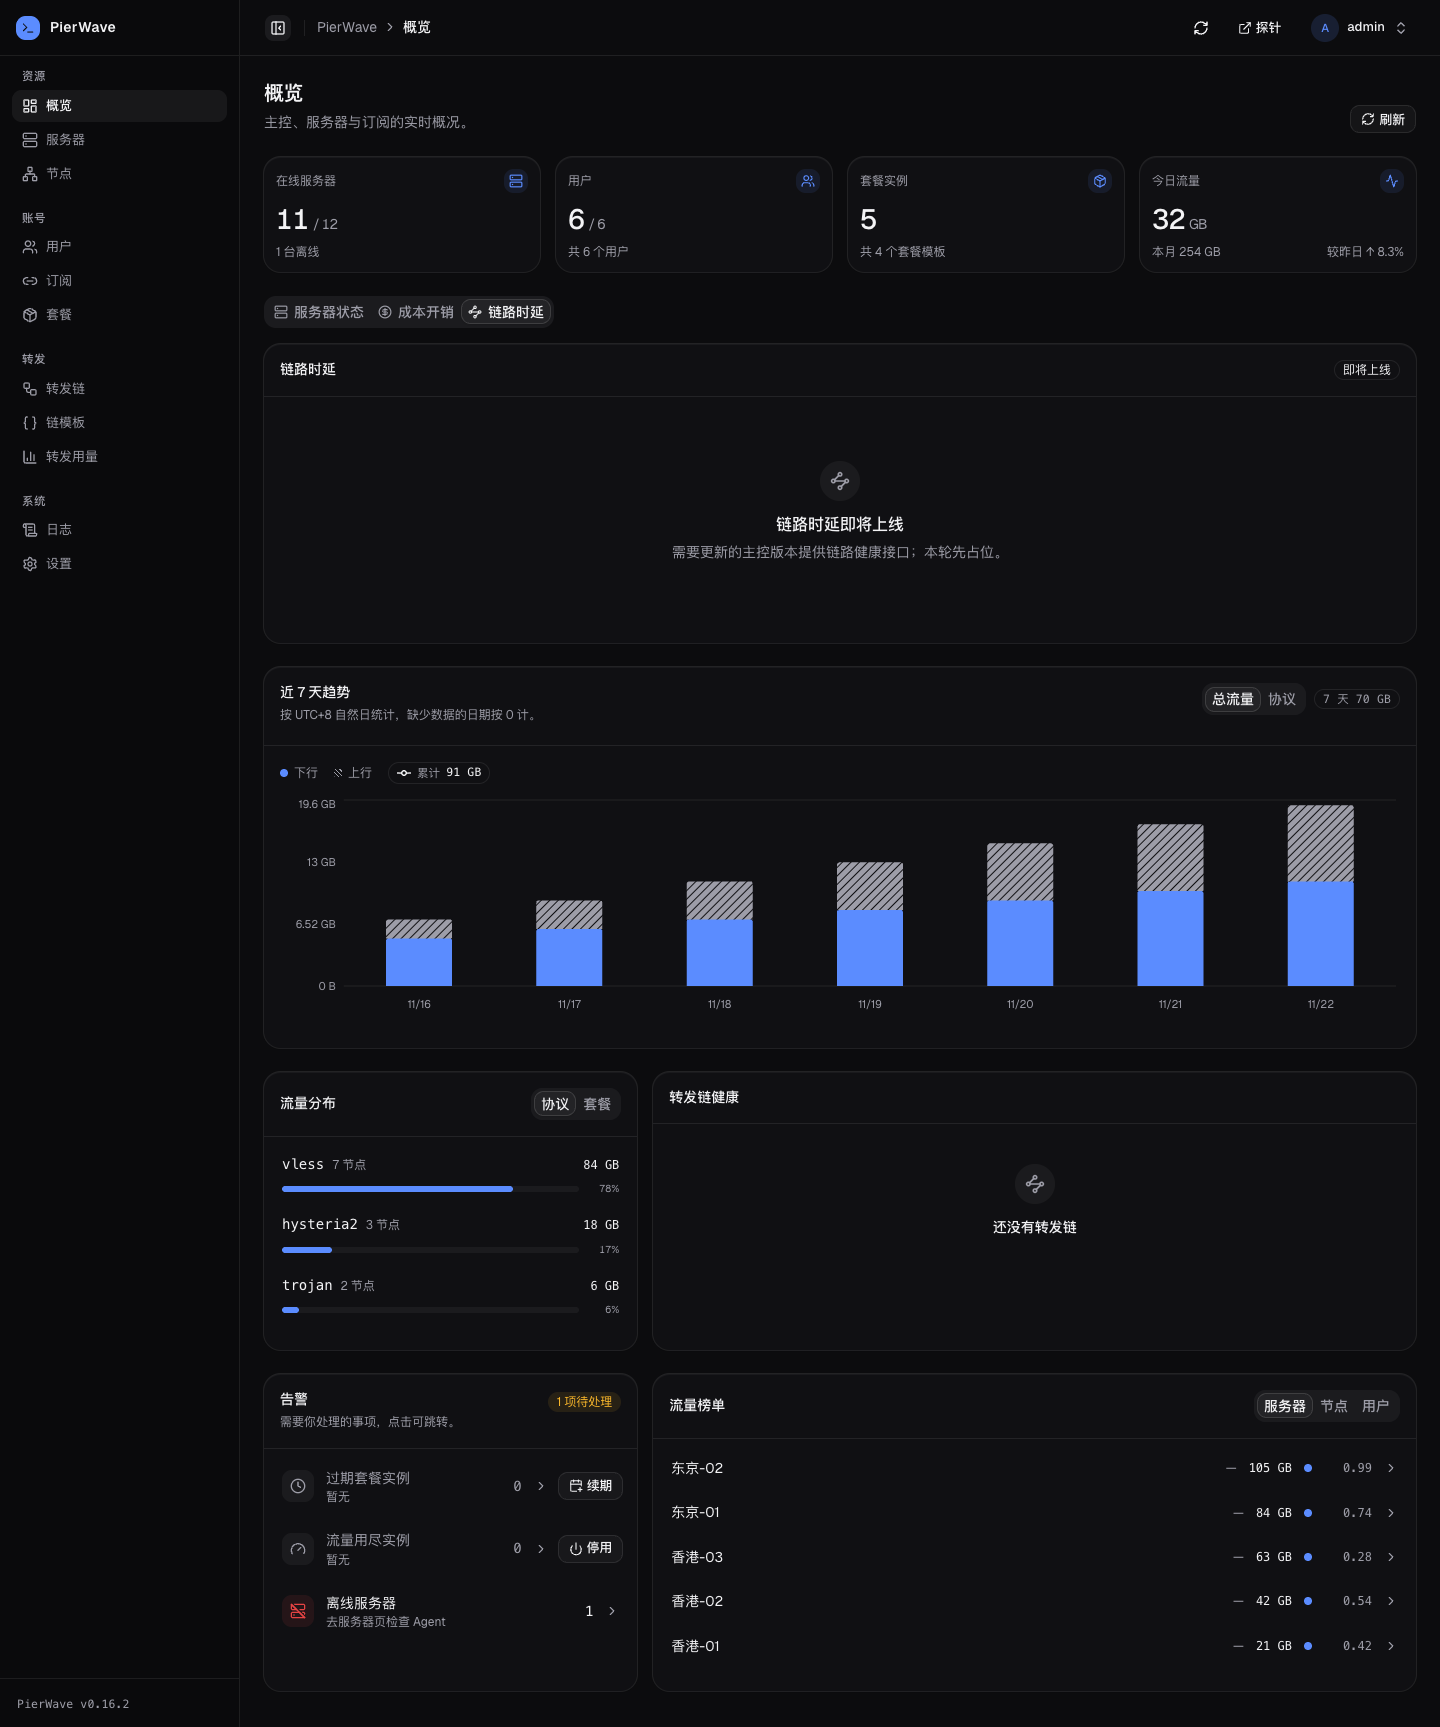 PierWave
PierWave > 概览
探针
A admin
资源
概览
服务器
节点
账号
用户
订阅
套餐
转发
转发链
链模板
转发用量
系统
日志
设置
PierWave v0.16.2
概览
主控、服务器与订阅的实时概况。
刷新
在线服务器
11 / 12
1 台离线
用户
6 / 6
共 6 个用户
套餐实例
5
共 4 个套餐模板
今日流量
32 GB
本月 254 GB 较昨日 ↑ 8.3%
服务器状态 成本开销 链路时延
链路时延 即将上线
链路时延即将上线
需要更新的主控版本提供链路健康接口；本轮先占位。
近 7 天趋势
按 UTC+8 自然日统计，缺少数据的日期按 0 计。
总流量 协议 7 天 70 GB
下行 上行 累计 91 GB
19.6 GB
13 GB
6.52 GB
0 B
11/16 11/17 11/18 11/19 11/20 11/21 11/22
流量分布 协议 套餐
vless 7 节点 84 GB
78%
hysteria2 3 节点 18 GB
17%
trojan 2 节点 6 GB
6%
转发链健康
还没有转发链
告警 1 项待处理
需要你处理的事项，点击可跳转。
过期套餐实例 0 续期
暂无
流量用尽实例 0 停用
暂无
离线服务器 1
去服务器页检查 Agent
流量榜单 服务器 节点 用户
东京-02 — 105 GB 0.99
东京-01 — 84 GB 0.74
香港-03 — 63 GB 0.28
香港-02 — 42 GB 0.54
香港-01 — 21 GB 0.42